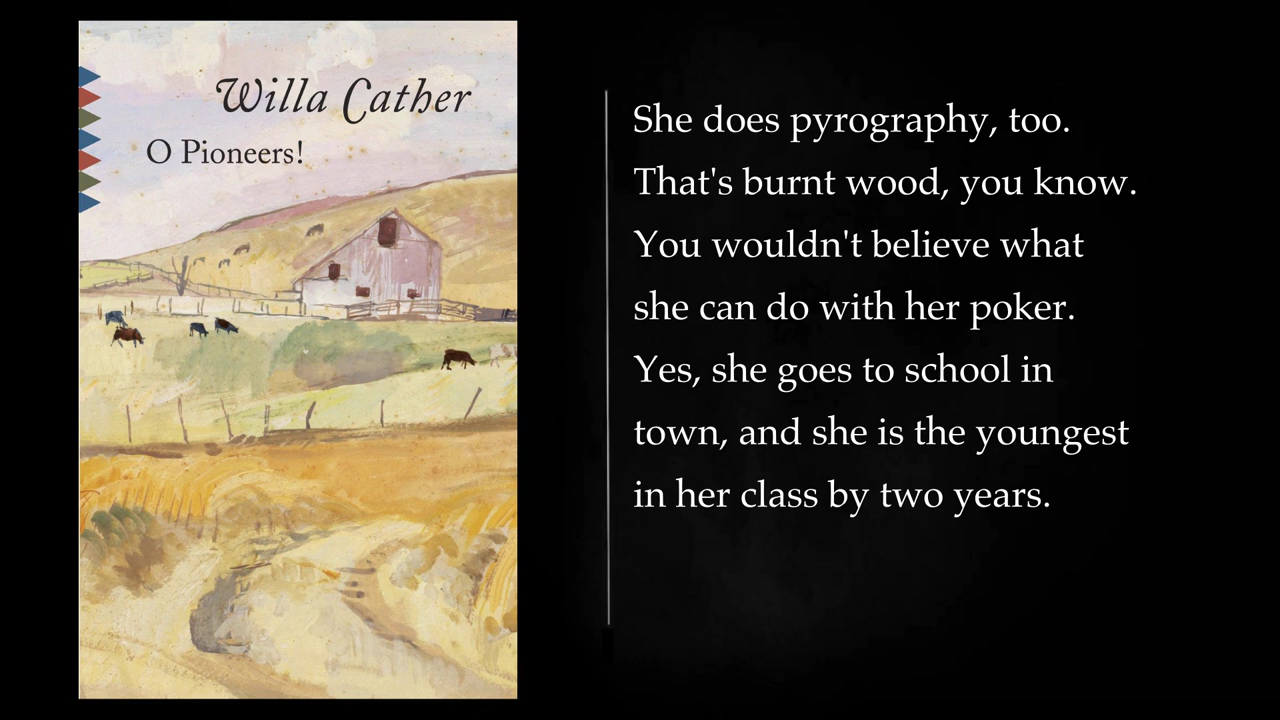 Willa Cather
O Pioneers!
She does pyrography, too.
That's burnt wood, you know.
You wouldn't believe what
she can do with her poker.
Yes, she goes to school in
town, and she is the youngest
in her class by two years.